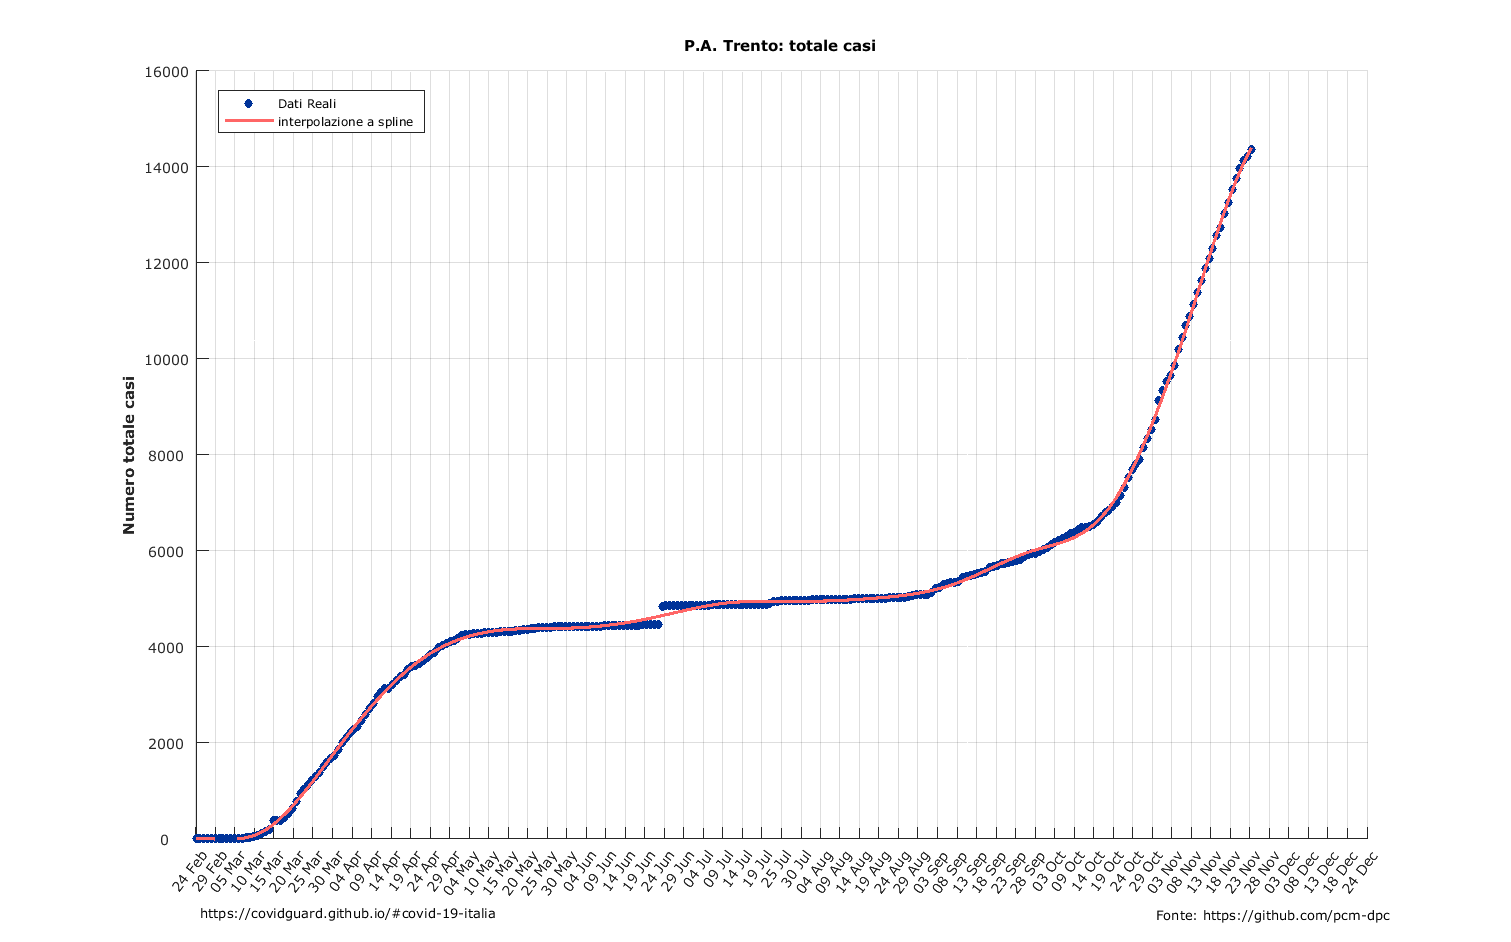 P.A. Trento: totale casi
Dati Reali
interpolazione a spline
Numero totale casi
16000
14000
12000
10000
8000
6000
4000
2000
0
24 Feb
29 Feb
05 Mar
10 Mar
15 Mar
20 Mar
25 Mar
30 Mar
04 Apr
09 Apr
14 Apr
19 Apr
24 Apr
29 Apr
04 May
10 May
15 May
20 May
25 May
30 May
04 Jun
09 Jun
14 Jun
19 Jun
24 Jun
29 Jun
04 Jul
09 Jul
14 Jul
19 Jul
25 Jul
30 Jul
04 Aug
09 Aug
14 Aug
19 Aug
24 Aug
29 Aug
03 Sep
08 Sep
13 Sep
18 Sep
23 Sep
28 Sep
03 Oct
09 Oct
14 Oct
19 Oct
24 Oct
29 Oct
03 Nov
08 Nov
13 Nov
18 Nov
23 Nov
28 Nov
03 Dec
08 Dec
13 Dec
18 Dec
24 Dec
https://covidguard.github.io/#covid-19-italia
Fonte: https://github.com/pcm-dpc